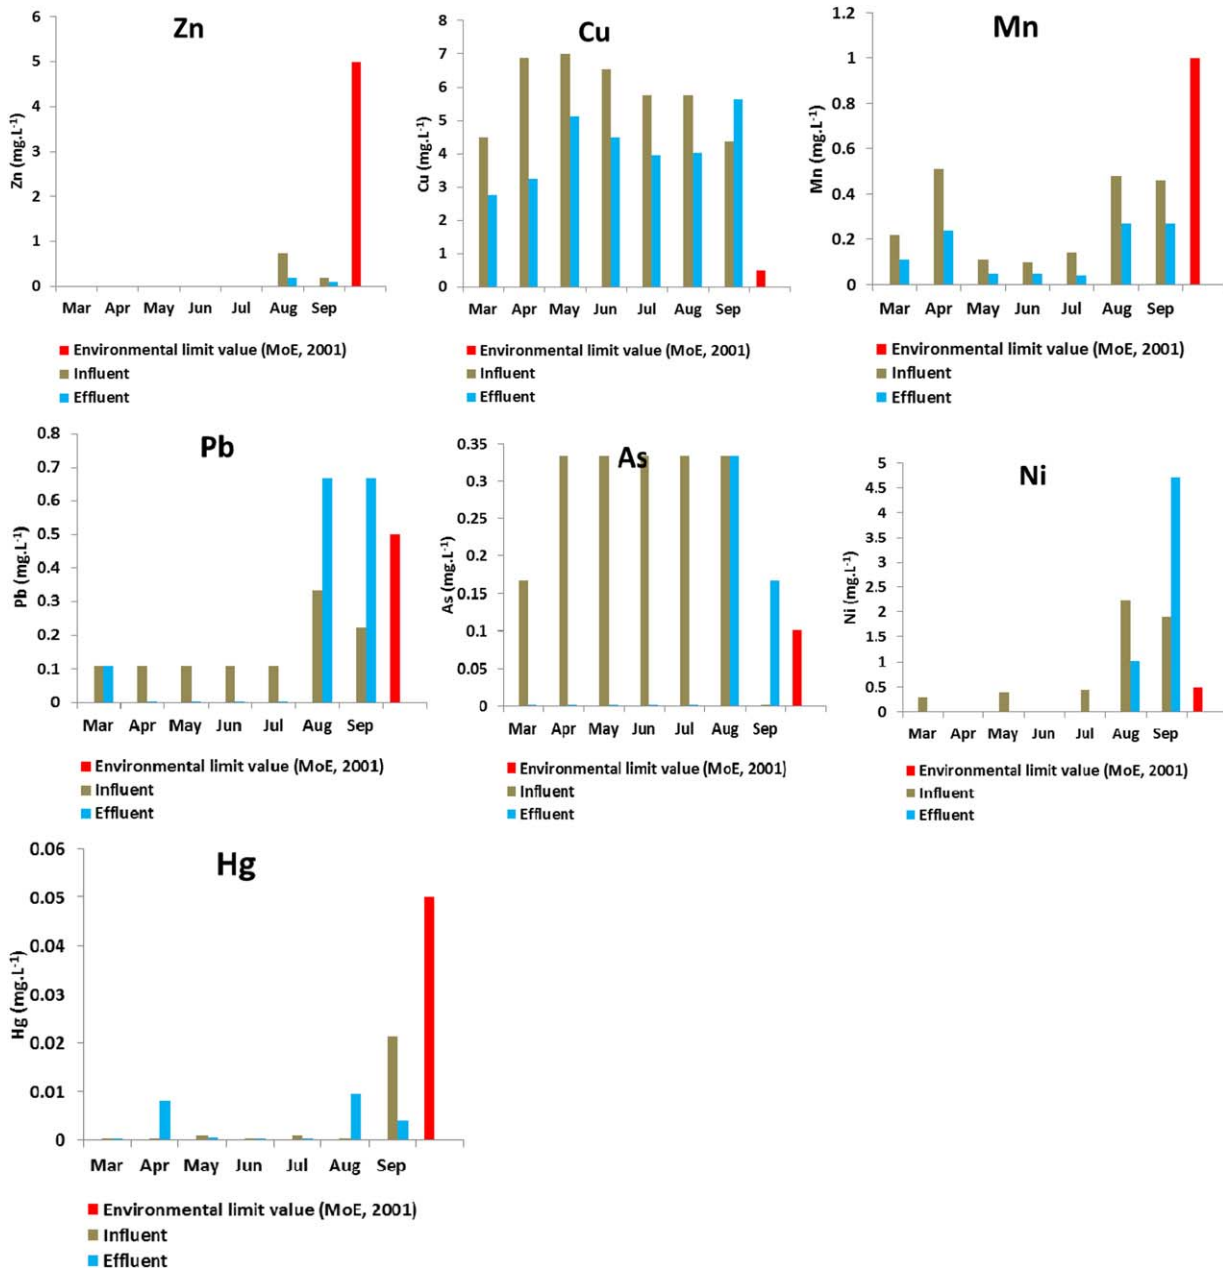 Zn
6
5
4
3
2
1
0
Zn (mg.L-1)
Mar Apr May Jun Jul Aug Sep
Environmental limit value (MoE, 2001)
Influent
Effluent
Cu
8
7
6
5
4
3
2
1
0
Cu (mg.L-1)
Mar Apr May Jun Jul Aug Sep
Environmental limit value (MoE, 2001)
Influent
Effluent
Mn
1.2
1
0.8
0.6
0.4
0.2
0
Mn (mg.L-1)
Mar Apr May Jun Jul Aug Sep
Environmental limit value (MoE, 2001)
Influent
Effluent
Pb
0.8
0.7
0.6
0.5
0.4
0.3
0.2
0.1
0
Pb (mg.L-1)
Mar Apr May Jun Jul Aug Sep
Environmental limit value (MoE, 2001)
Influent
Effluent
As
0.35
0.3
0.25
0.2
0.15
0.1
0.05
0
As (mg.L-1)
Mar Apr May Jun Jul Aug Sep
Environmental limit value (MoE, 2001)
Influent
Effluent
Ni
5
4.5
4
3.5
3
2.5
2
1.5
1
0.5
0
Ni (mg.L-1)
Mar Apr May Jun Jul Aug Sep
Environmental limit value (MoE, 2001)
Influent
Effluent
Hg
0.06
0.05
0.04
0.03
0.02
0.01
0
Hg (mg.L-1)
Mar Apr May Jun Jul Aug Sep
Environmental limit value (MoE, 2001)
Influent
Effluent